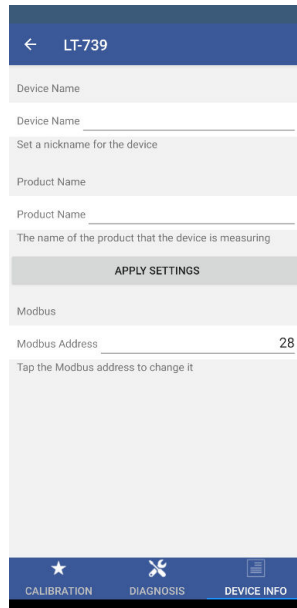 LT-739
Device Name
Device Name
Set a nickname for the device
Product Name
Product Name
The name of the product that the device is measuring
APPLY SETTINGS
Modbus
Modbus Address 28
Tap the Modbus address to change it
CALIBRATION DIAGNOSIS DEVICE INFO